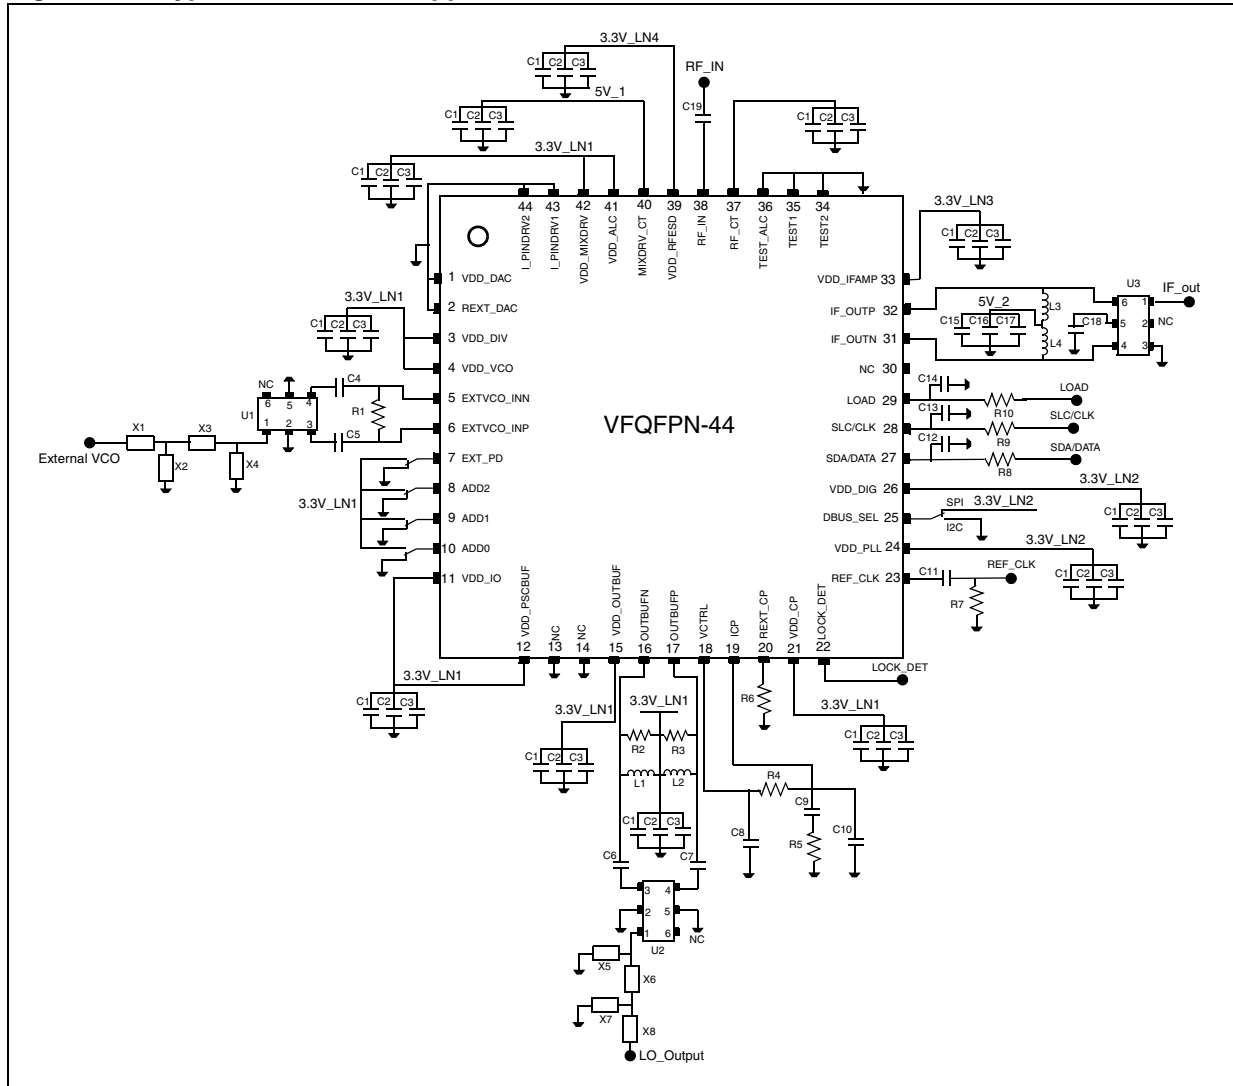 3.3V_LN4
C1 C2 C3
RF_IN
5V_1
C1 C2 C3
C19
C1 C2 C3
3.3V_LN1
C1 C2 C3
44 43 42 41 40 39 38 37 36 35 34
I_PINDRV2
I_PINDRV1
VDD_MIXDRV
VDD_ALC
MIXDRV_CT
VDD_RFESD
RF_IN
RF_CT
TEST_ALC
TEST1
TEST2
3.3V_LN3
C1 C2 C3
1 VDD_DAC
2 REXT_DAC
3 VDD_DIV
4 VDD_VCO
5 EXTVCO_INN
6 EXTVCO_INP
7 EXT_PD
8 ADD2
9 ADD1
10 ADD0
11 VDD_IO
3.3V_LN1
C1 C2 C3
NC
C4
6 5 4
U1
1 2 3
R1
C5
X1
X3
External VCO
X2
X4
3.3V_LN1
VFQFPN-44
VDD_IFAMP 33
IF_OUTP 32
IF_OUTN 31
NC 30
LOAD 29
SLC/CLK 28
SDA/DATA 27
VDD_DIG 26
DBUS_SEL 25
VDD_PLL 24
REF_CLK 23
U3
IF_out
5V_2
L3
6 1
C15 C16 C17
C18
5 2 NC
L4
4 3
C14
LOAD
R10
C13
SLC/CLK
R9
C12
SDA/DATA
R8
3.3V_LN2
SPI
3.3V_LN2
C1 C2 C3
I2C
3.3V_LN2
C11
REF_CLK
C1 C2 C3
R7
VDD_PSCBUF
NC
NC
VDD_OUTBUF
OUTBUFN
OUTBUFP
VCTRL
ICP
REXT_CP
VDD_CP
LOCK_DET
12 13 14 15 16 17 18 19 20 21 22
LOCK_DET
3.3V_LN1
C1 C2 C3
3.3V_LN1
3.3V_LN1
R6
3.3V_LN1
R2 R3
C1 C2 C3
C1 C2 C3
L1 L2
R4
C9
C1 C2 C3
C8
R5
C10
C6
C7
3 4
2 5
1 6
NC
U2
X5
X6
X7
X8
LO_Output